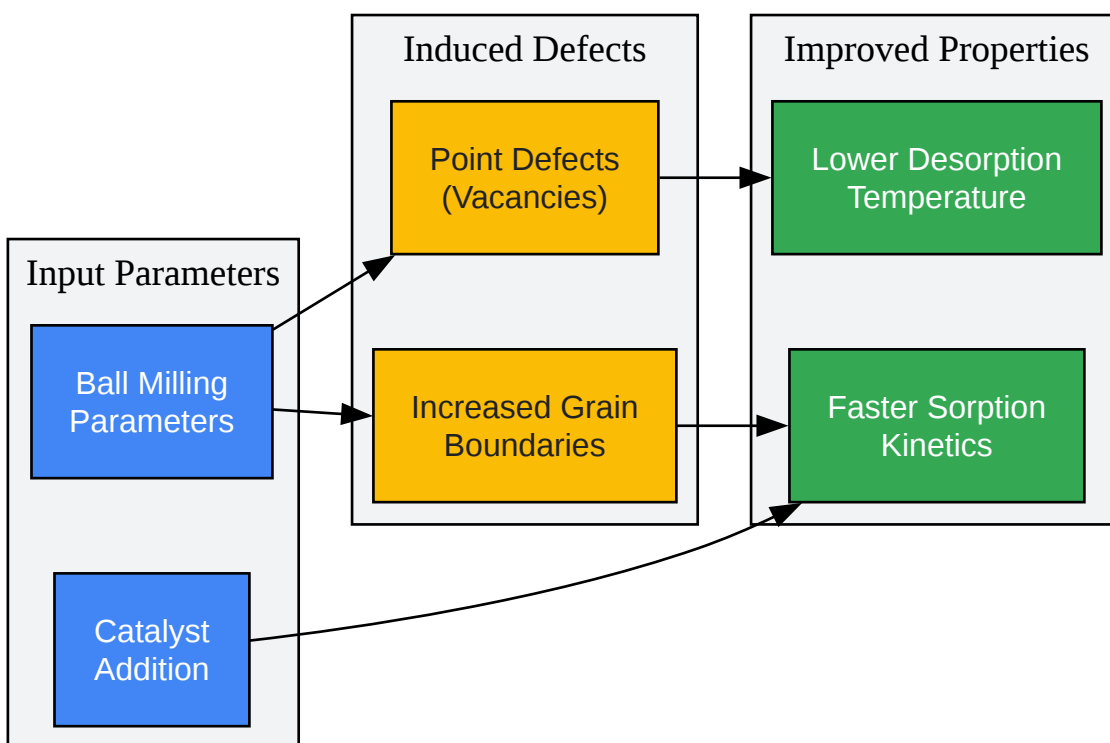 Input Parameters
Ball Milling
Parameters
Catalyst
Addition
Induced Defects
Point Defects
(Vacancies)
Increased Grain
Boundaries
Improved Properties
Lower Desorption
Temperature
Faster Sorption
Kinetics